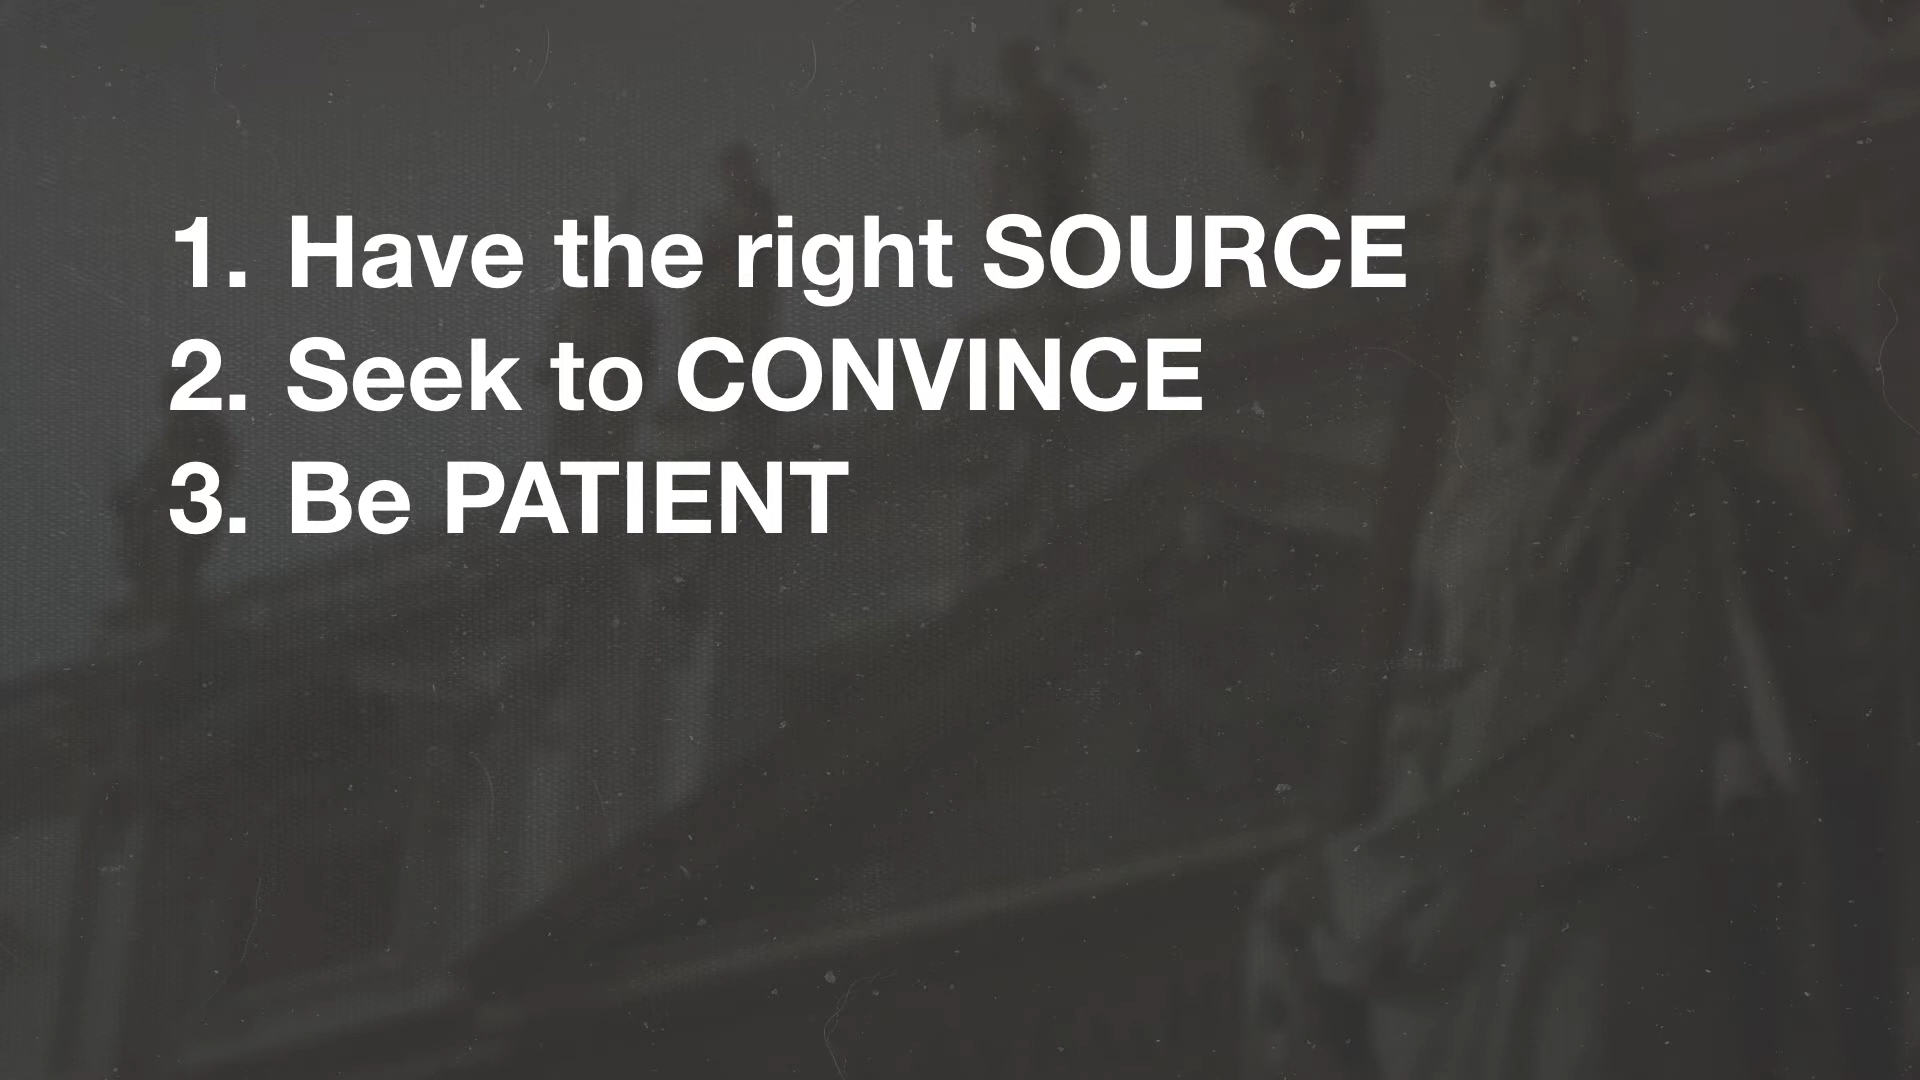 1. Have the right SOURCE
2. Seek to CONVINCE
3. Be PATIENT